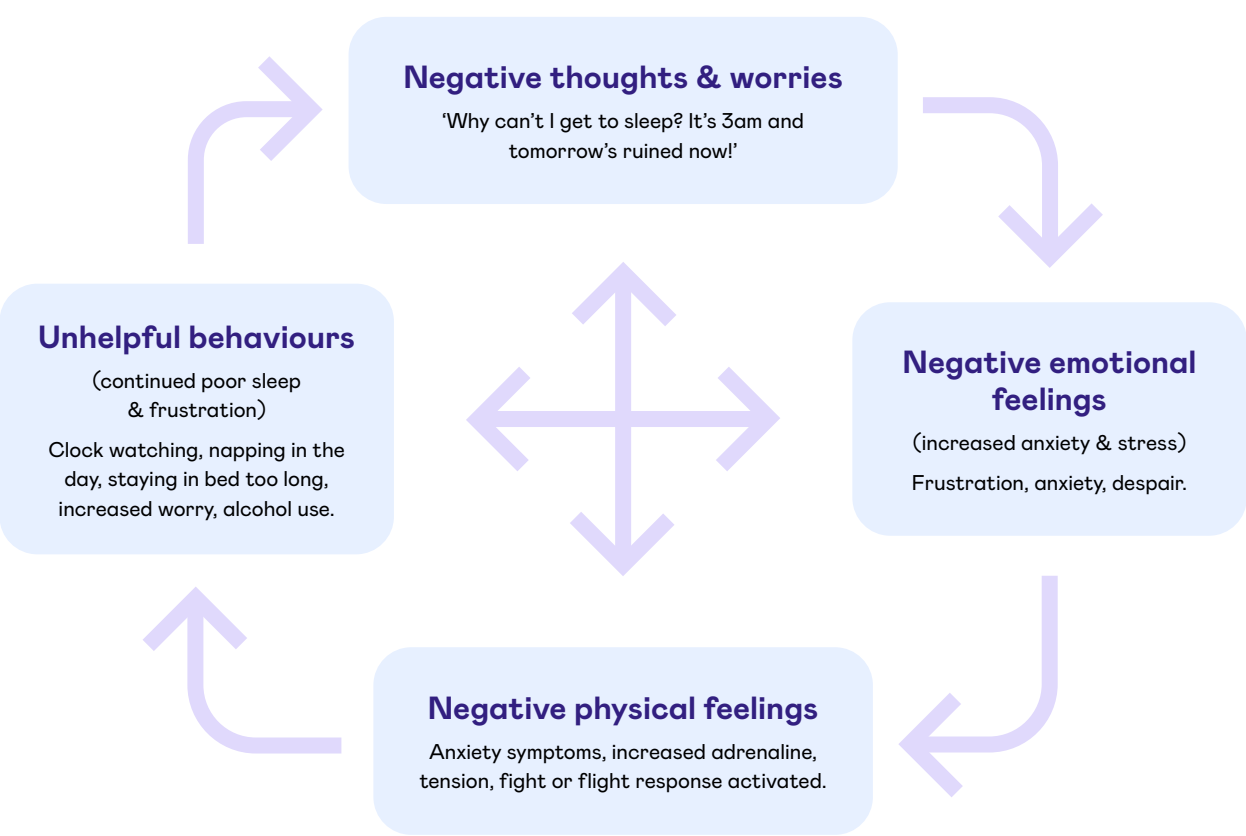 Negative thoughts & worries
‘Why can’t I get to sleep? It’s 3am and
tomorrow’s ruined now!’
Unhelpful behaviours
(continued poor sleep
& frustration)
Clock watching, napping in the
day, staying in bed too long,
increased worry, alcohol use.
Negative emotional
feelings
(increased anxiety & stress)
Frustration, anxiety, despair.
Negative physical feelings
Anxiety symptoms, increased adrenaline,
tension, fight or flight response activated.